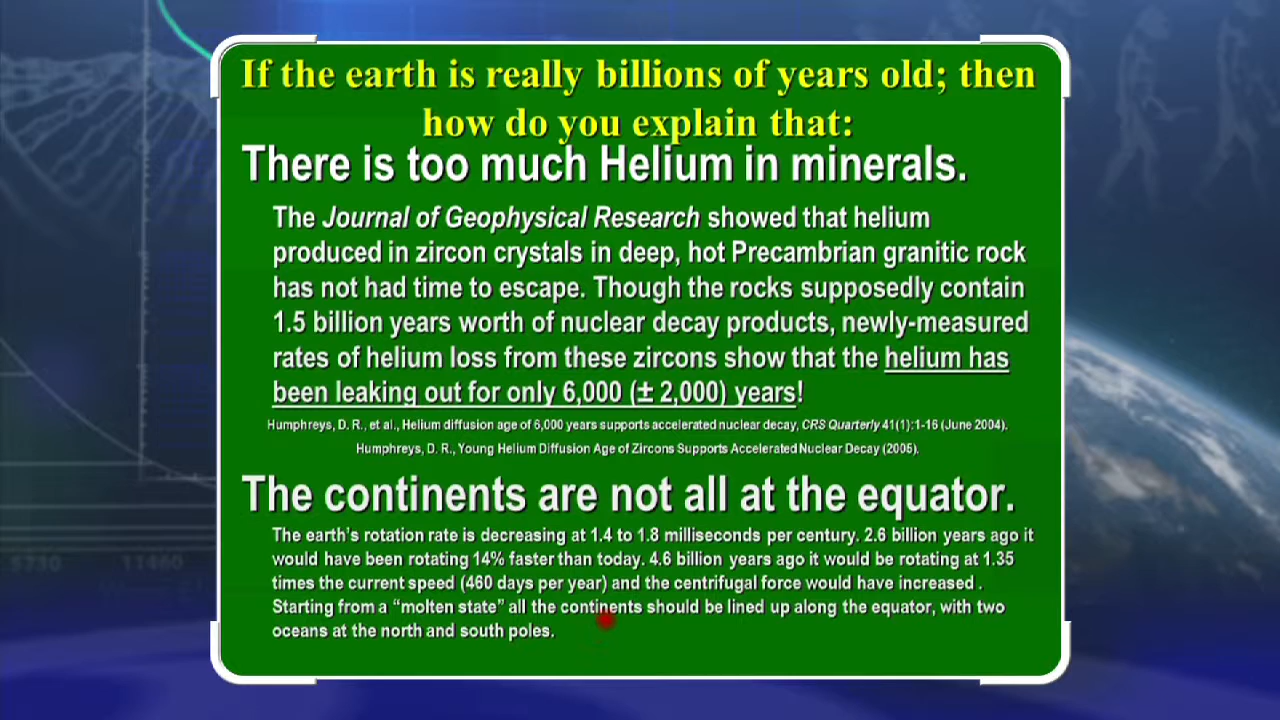 If the earth is really billions of years old; then
how do you explain that:
There is too much Helium in minerals.
The Journal of Geophysical Research showed that helium
produced in zircon crystals in deep, hot Precambrian granitic rock
has not had time to escape. Though the rocks supposedly contain
1.5 billion years worth of nuclear decay products, newly-measured
rates of helium loss from these zircons show that the helium has
been leaking out for only 6,000 (± 2,000) years!
Humphreys, D. R., et al., Helium diffusion age of 6,000 years supports accelerated nuclear decay, CRS Quarterly 41(1):1-16 (June 2004).
Humphreys, D. R., Young Helium Diffusion Age of Zircons Supports Accelerated Nuclear Decay (2005).
The continents are not all at the equator.
The earth's rotation rate is decreasing at 1.4 to 1.8 milliseconds per century. 2.6 billion years ago it
would have been rotating 14% faster than today. 4.6 billion years ago it would be rotating at 1.35
times the current speed (460 days per year) and the centrifugal force would have increased .
Starting from a “molten state” all the continents should be lined up along the equator, with two
oceans at the north and south poles.